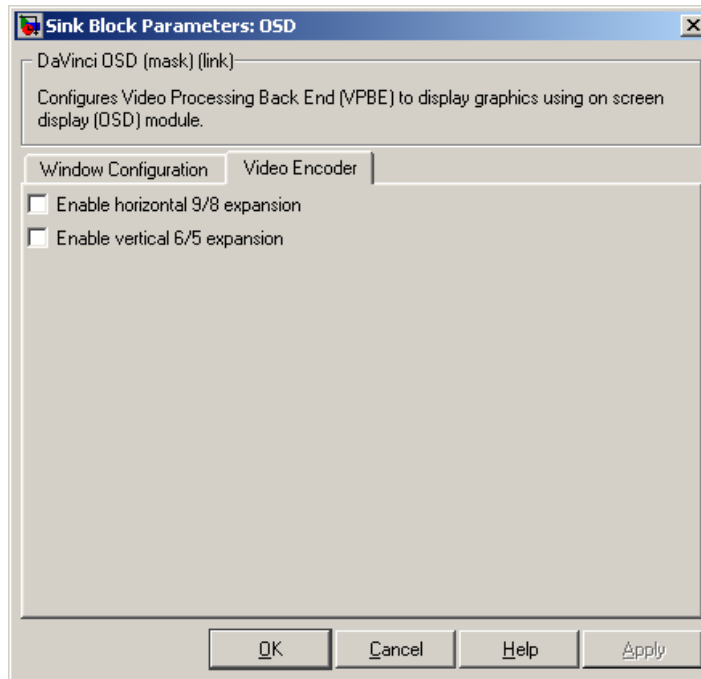 Sink Block Parameters: OSD
DaVinci OSD (mask) (link)
Configures Video Processing Back End (VPBE) to display graphics using on screen
display (OSD) module.
Window Configuration Video Encoder
Enable horizontal 9/8 expansion
Enable vertical 6/5 expansion
OK Cancel Help Apply